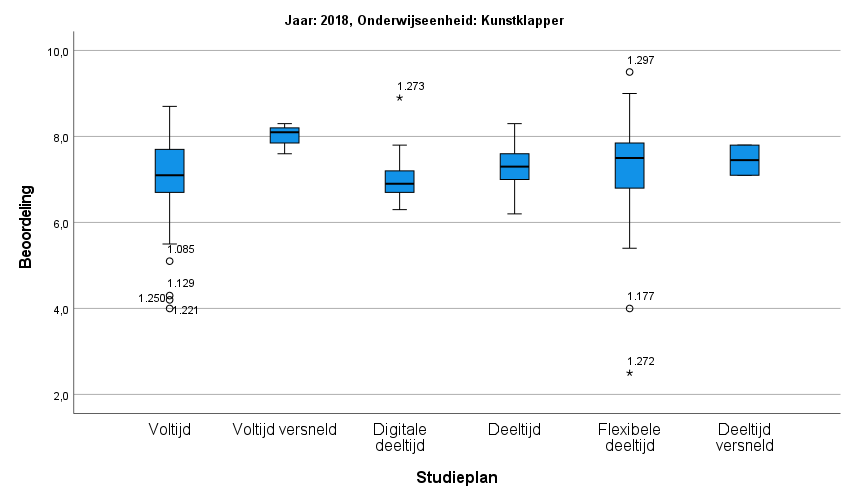 Jaar: 2018, Onderwijseenheid: Kunstklapper
10,0
8,0
6,0
4,0
2,0
Beoordeling
1.297
1.273
1.085
1.129
1.250
1.221
1.177
1.272
Voltijd
Voltijd versneld
Digitale
deeltijd
Deeltijd
Flexibele
deeltijd
Deeltijd
versneld
Studieplan